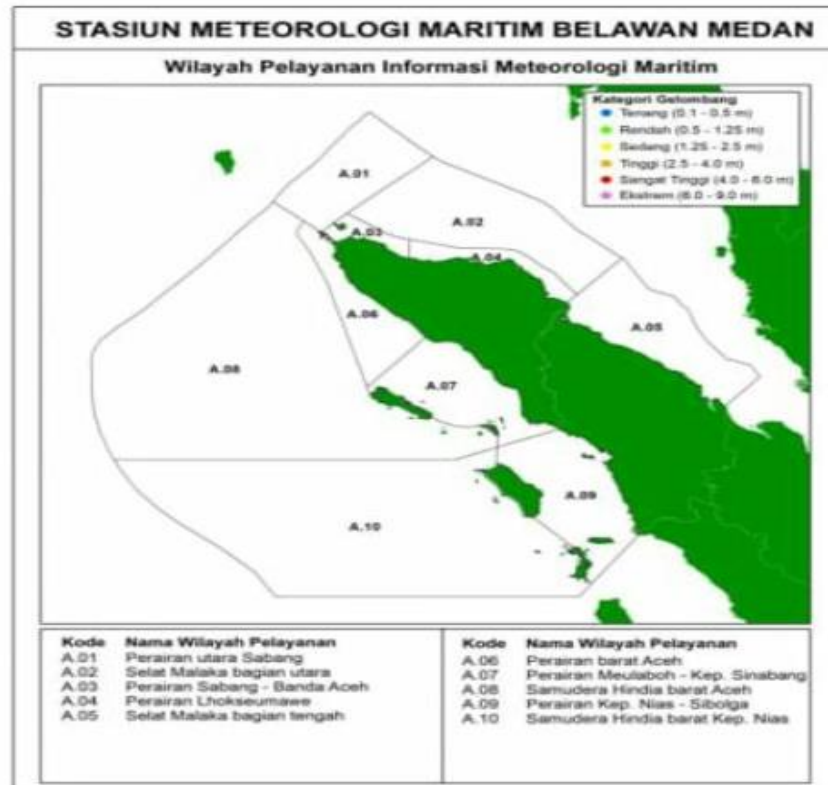 STASIUN METEOROLOGI MARITIM BELAWAN MEDAN
Wilayah Pelayanan Informasi Meteorologi Maritim
Kategori Gelombang
Tenang (0.1 - 0.5 m)
Rendah (0.5 - 1.25 m)
Sedang (1.25 - 2.5 m)
Tinggi (2.5 - 4.0 m)
Sangat Tinggi (4.0 - 6.0 m)
Ekstrem (6.0 - 9.0 m)
A.01
A.02
A.03
A.04
A.05
A.06
A.07
A.08
A.09
A.10
Kode Nama Wilayah Pelayanan
A.01 Perairan utara Sabang
A.02 Selat Malaka bagian utara
A.03 Perairan Sabang - Banda Aceh
A.04 Perairan Lhokseumawe
A.05 Selat Malaka bagian tengah
Kode Nama Wilayah Pelayanan
A.06 Perairan barat Aceh
A.07 Perairan Meulaboh - Kep. Sinabang
A.08 Samudera Hindia barat Aceh
A.09 Perairan Kep. Nias - Sibolga
A.10 Samudera Hindia barat Kep. Nias